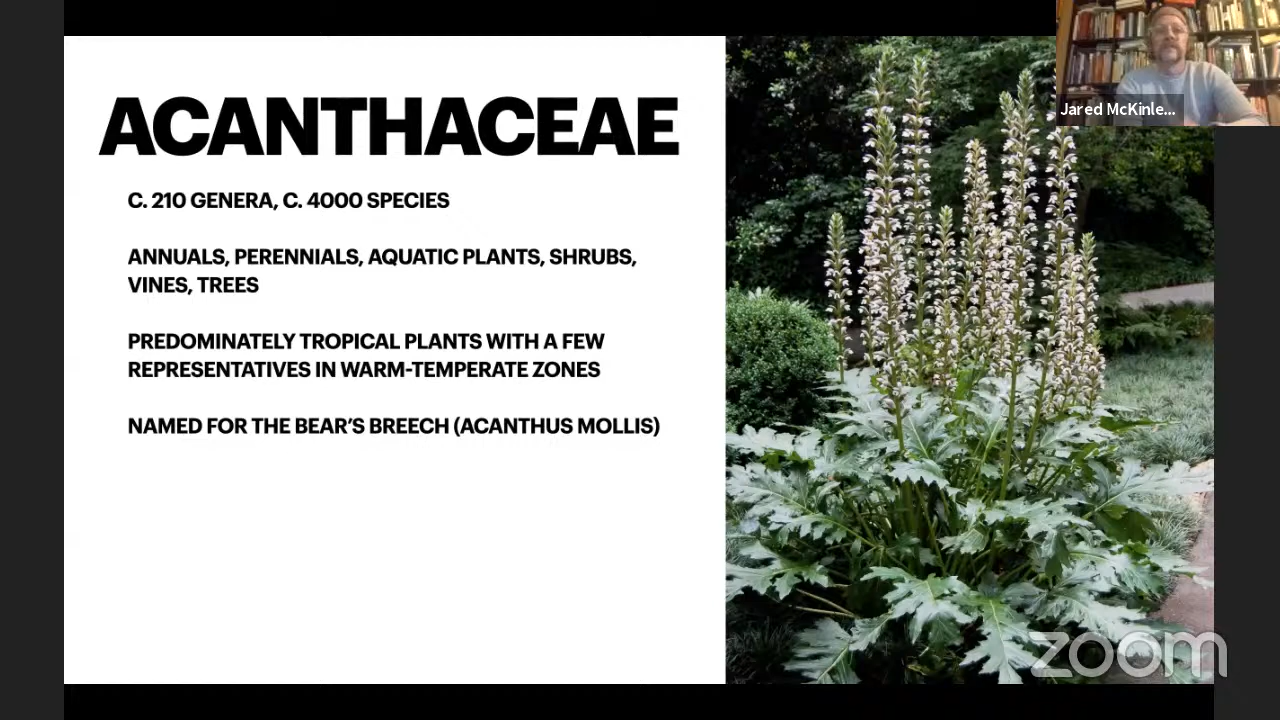 ACANTHACEAE
C. 210 GENERA, C. 4000 SPECIES
ANNUALS, PERENNIALS, AQUATIC PLANTS, SHRUBS,
VINES, TREES
PREDOMINATELY TROPICAL PLANTS WITH A FEW
REPRESENTATIVES IN WARM-TEMPERATE ZONES
NAMED FOR THE BEAR'S BREECH (ACANTHUS MOLLIS)
Jared McKinle...
zoom